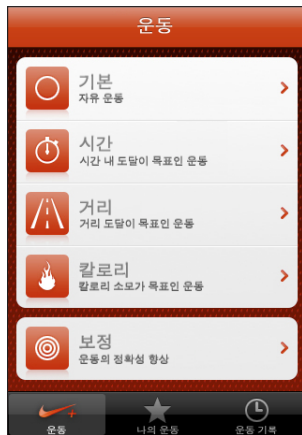 운동
기본
자유 운동
시간
시간 내 도달이 목표인 운동
거리
거리 도달이 목표인 운동
칼로리
칼로리 소모가 목표인 운동
보정
운동의 정확성 향상
운동
나의 운동
운동 기록